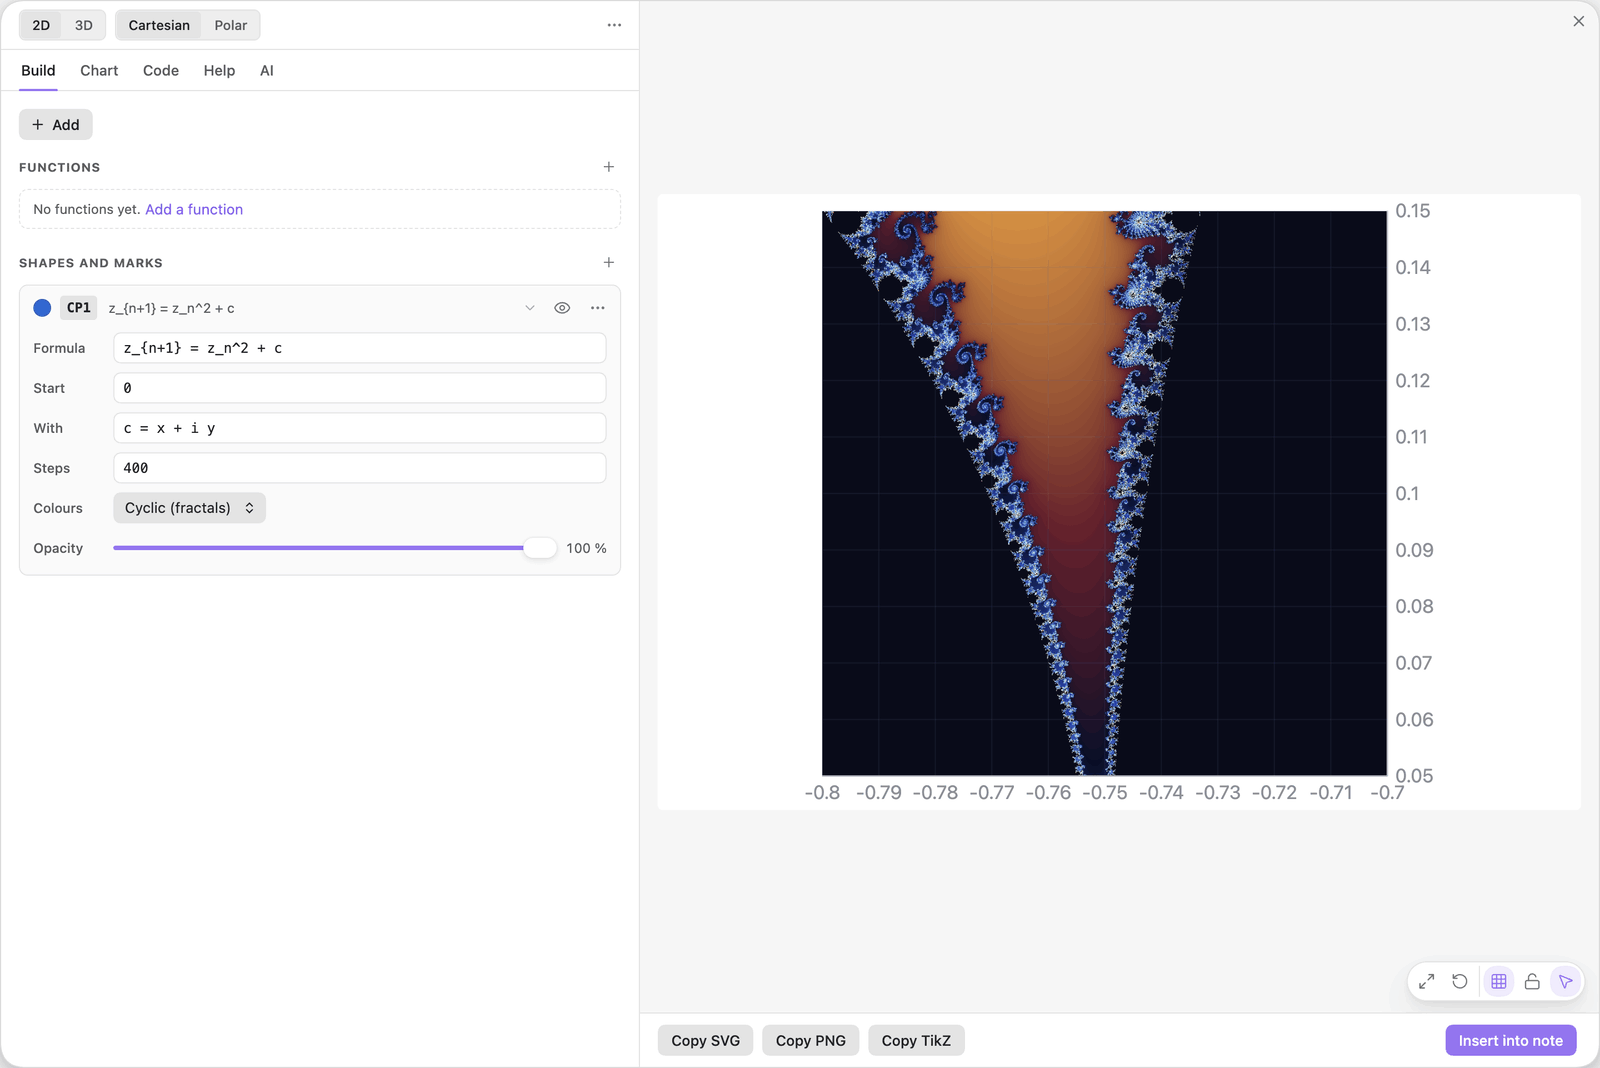 2D 3D Cartesian Polar
Build Chart Code Help AI
+ Add
FUNCTIONS
No functions yet. Add a function
SHAPES AND MARKS
CP1 z_{n+1} = z_n^2 + c
Formula z_{n+1} = z_n^2 + c
Start 0
With c = x + i y
Steps 400
Colours Cyclic (fractals)
Opacity 100 %
0.15
0.14
0.13
0.12
0.11
0.1
0.09
0.08
0.07
0.06
0.05
-0.8 -0.79 -0.78 -0.77 -0.76 -0.75 -0.74 -0.73 -0.72 -0.71 -0.7
Copy SVG Copy PNG Copy TikZ Insert into note